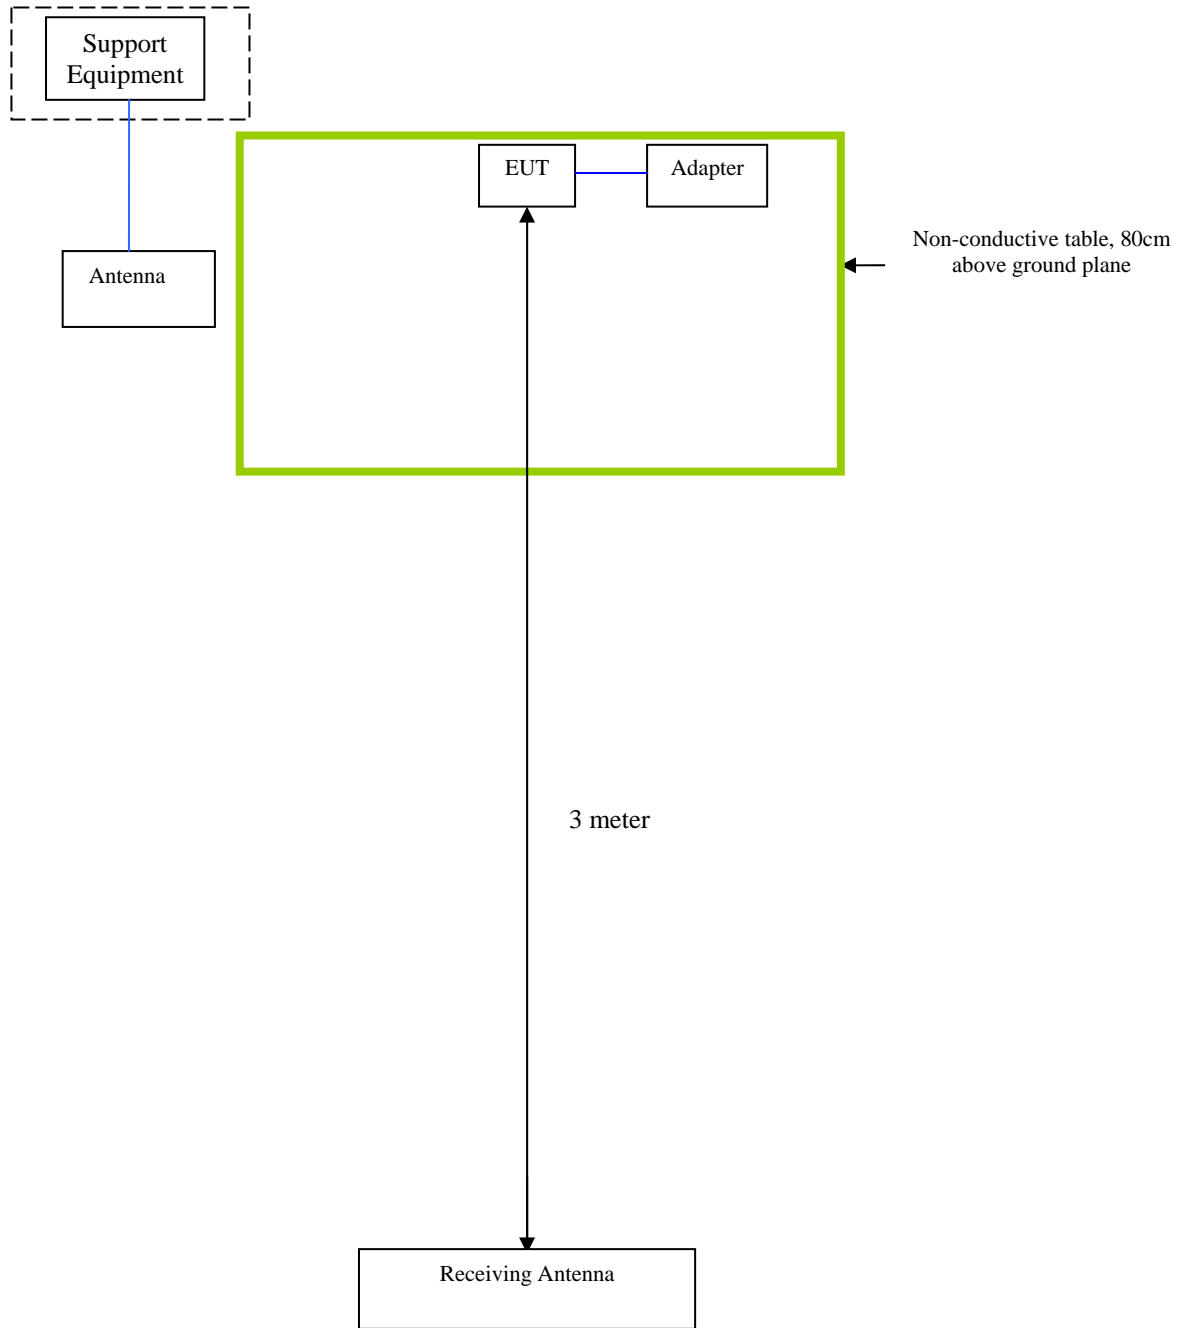 Support
Equipment
EUT
Adapter
Antenna
Non-conductive table, 80cm
above ground plane
3 meter
Receiving Antenna